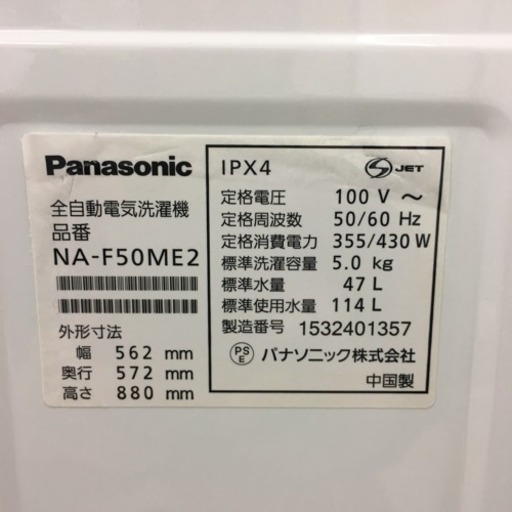 Panasonic
全自動電気洗濯機
品番
NA-F50ME2
外形寸法
幅 562 mm
奥行 572 mm
高さ 880 mm
IPX4
S JET
定格電圧 100 V ～
定格周波数 50/60 Hz
定格消費電力 355/430 W
標準洗濯容量 5.0 kg
標準水量 47 L
標準使用水量 114 L
製造番号 1532401357
PS E パナソニック株式会社
中国製